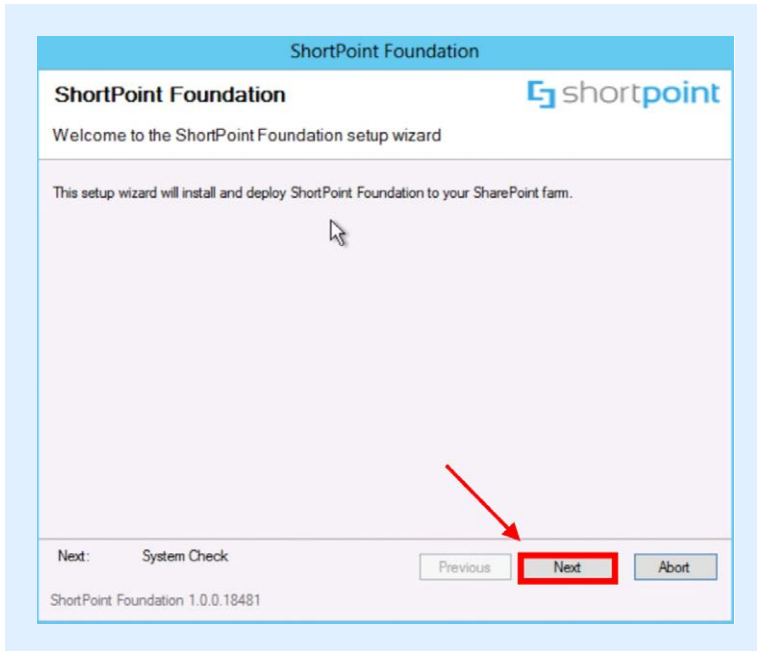 ShortPoint Foundation
ShortPoint Foundation
shortpoint
Welcome to the ShortPoint Foundation setup wizard
This setup wizard will install and deploy ShortPoint Foundation to your SharePoint farm.
Next: System Check
Previous Next Abort
ShortPoint Foundation 1.0.0.18481